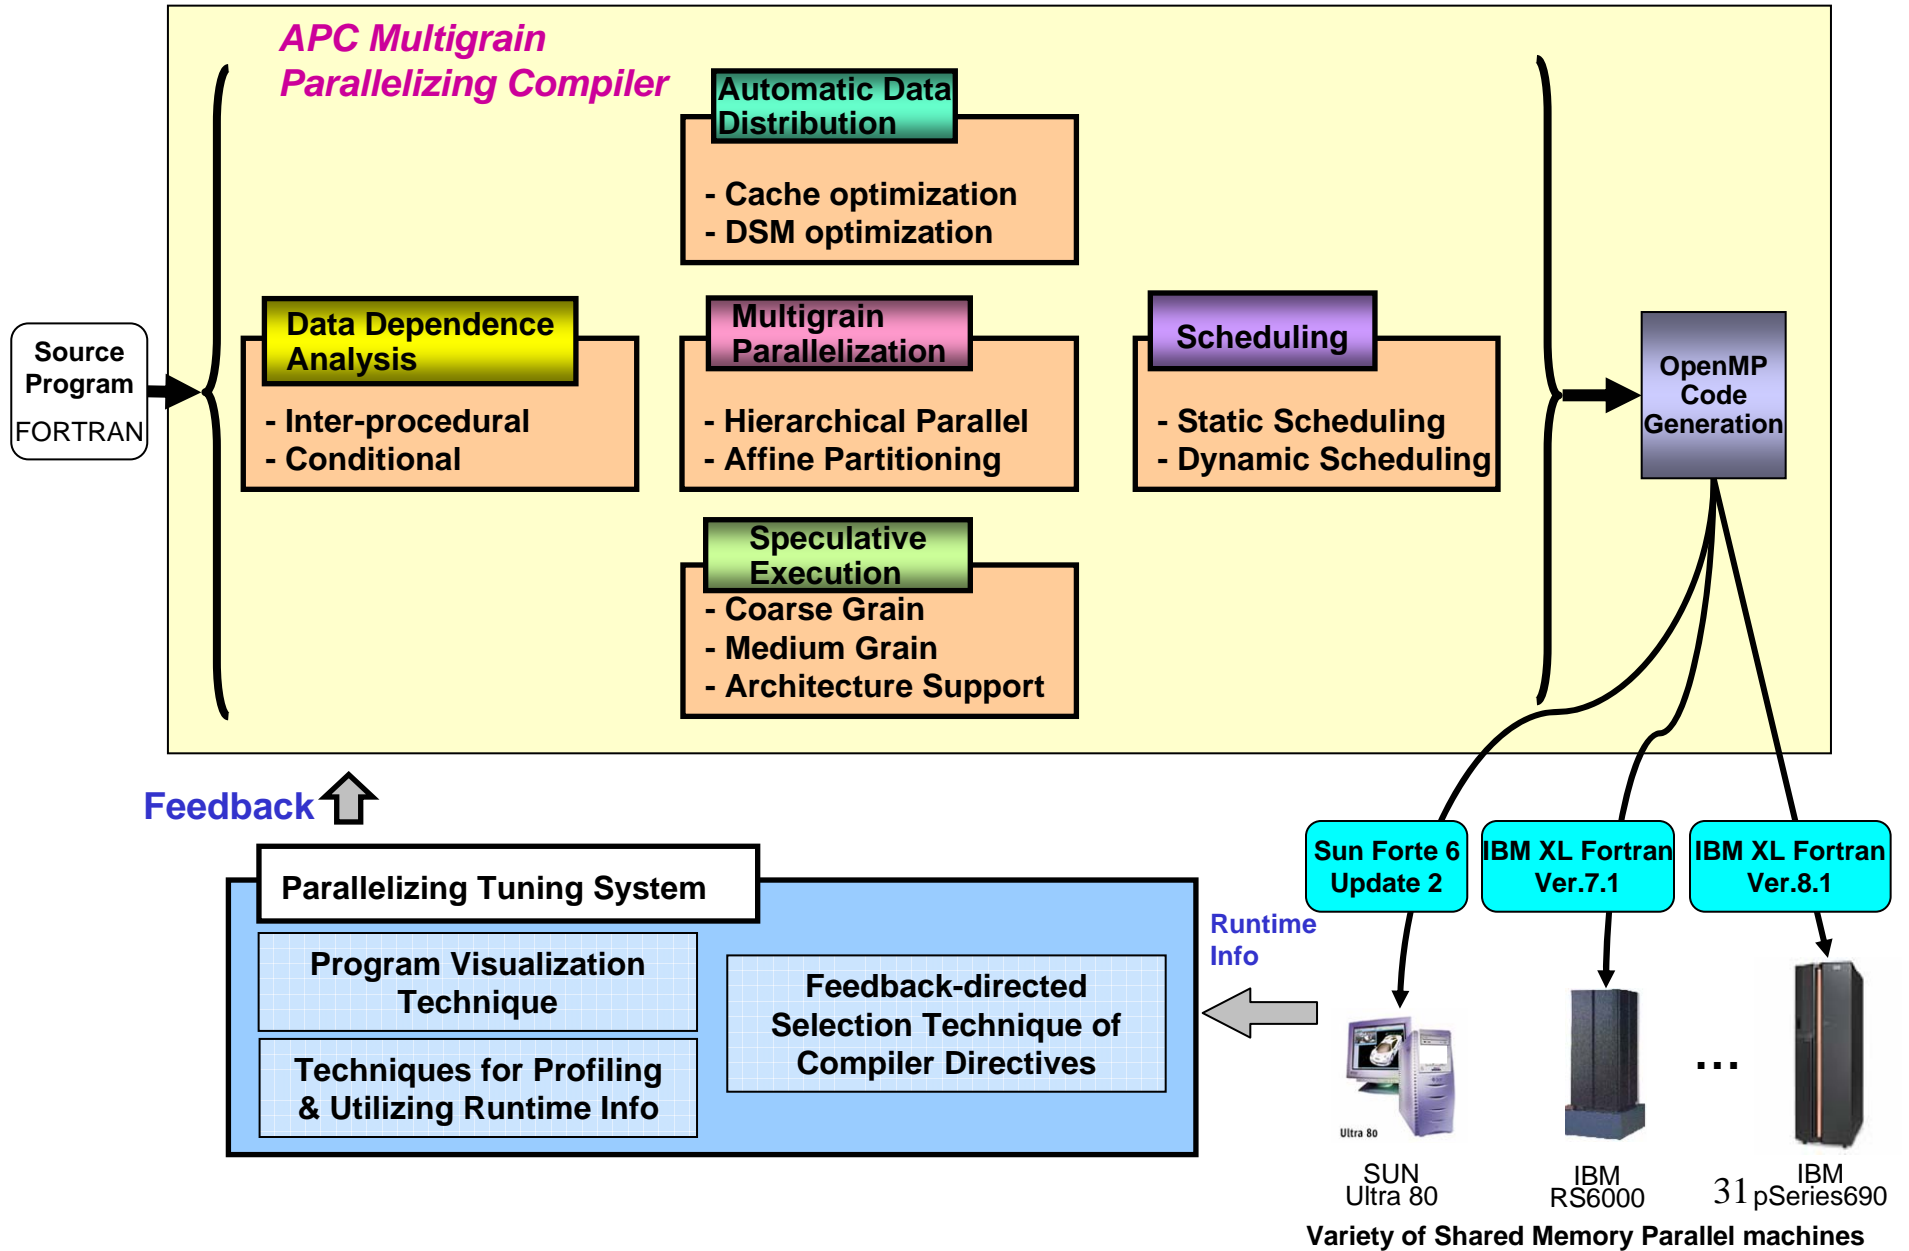 APC Multigrain
Parallelizing Compiler
Automatic Data
Distribution
- Cache optimization
- DSM optimization
Source
Program
FORTRAN
Data Dependence
Analysis
- Inter-procedural
- Conditional
Multigrain
Parallelization
- Hierarchical Parallel
- Affine Partitioning
Scheduling
- Static Scheduling
- Dynamic Scheduling
OpenMP
Code
Generation
Speculative
Execution
- Coarse Grain
- Medium Grain
- Architecture Support
Feedback
Parallelizing Tuning System
Program Visualization
Technique
Techniques for Profiling
& Utilizing Runtime Info
Feedback-directed
Selection Technique of
Compiler Directives
Runtime
Info
Sun Forte 6
Update 2
IBM XL Fortran
Ver.7.1
IBM XL Fortran
Ver.8.1
...
Ultra 80
SUN
Ultra 80
IBM
RS6000
IBM
pSeries690
31
Variety of Shared Memory Parallel machines